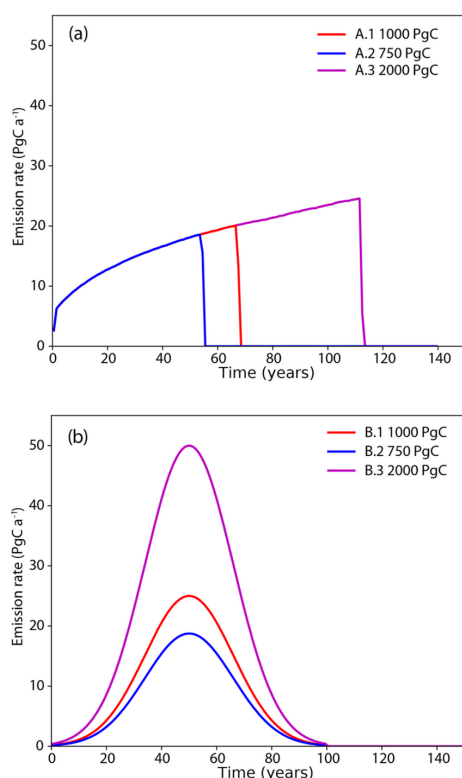 (a)
A.1 1000 PgC
A.2 750 PgC
A.3 2000 PgC
50
40
30
20
10
0
Emission rate (PgC a⁻¹)
0 20 40 60 80 100 120 140
Time (years)
(b)
B.1 1000 PgC
B.2 750 PgC
B.3 2000 PgC
50
40
30
20
10
0
Emission rate (PgC a⁻¹)
0 20 40 60 80 100 120 140
Time (years)